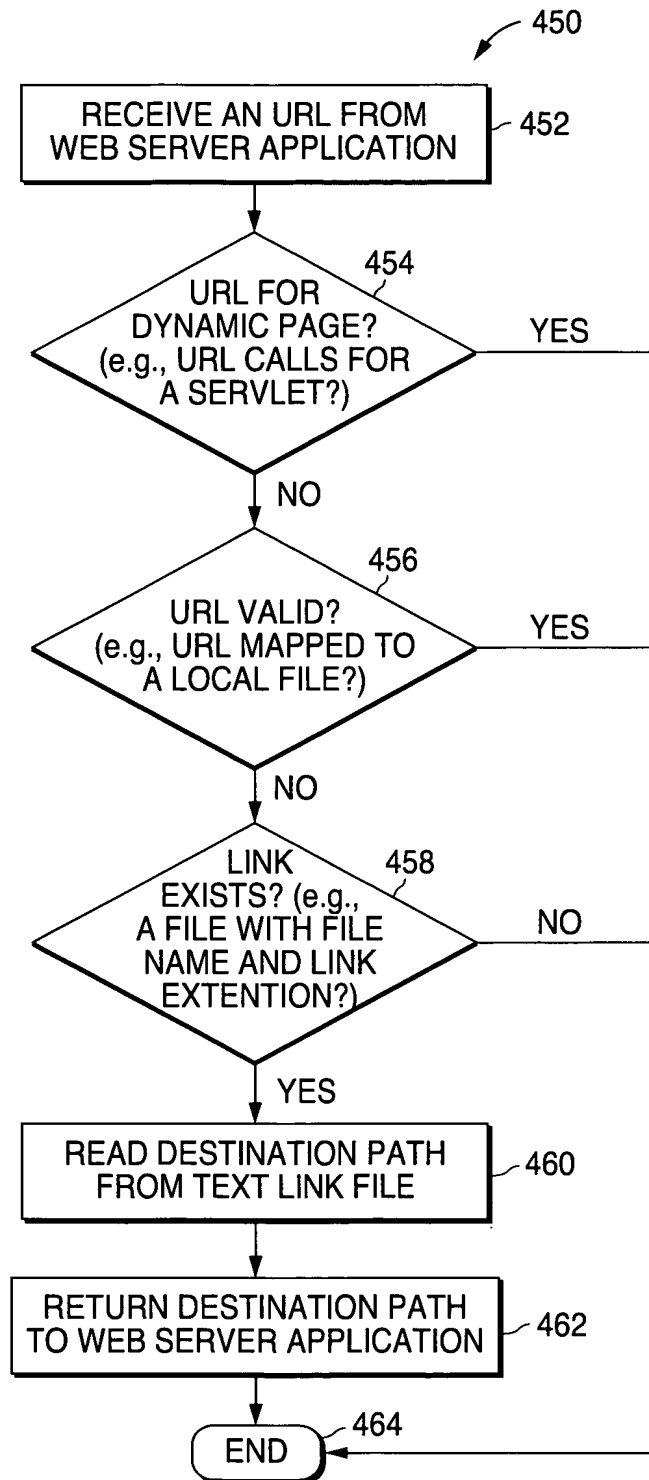 450
RECEIVE AN URL FROM
WEB SERVER APPLICATION
452
454
URL FOR
DYNAMIC PAGE?
(e.g., URL CALLS FOR
A SERVLET?)
YES
NO
456
URL VALID?
(e.g., URL MAPPED TO
A LOCAL FILE?)
YES
NO
458
LINK
EXISTS? (e.g.,
A FILE WITH FILE
NAME AND LINK
EXTENTION?)
NO
YES
READ DESTINATION PATH
FROM TEXT LINK FILE
460
RETURN DESTINATION PATH
TO WEB SERVER APPLICATION
462
464
END